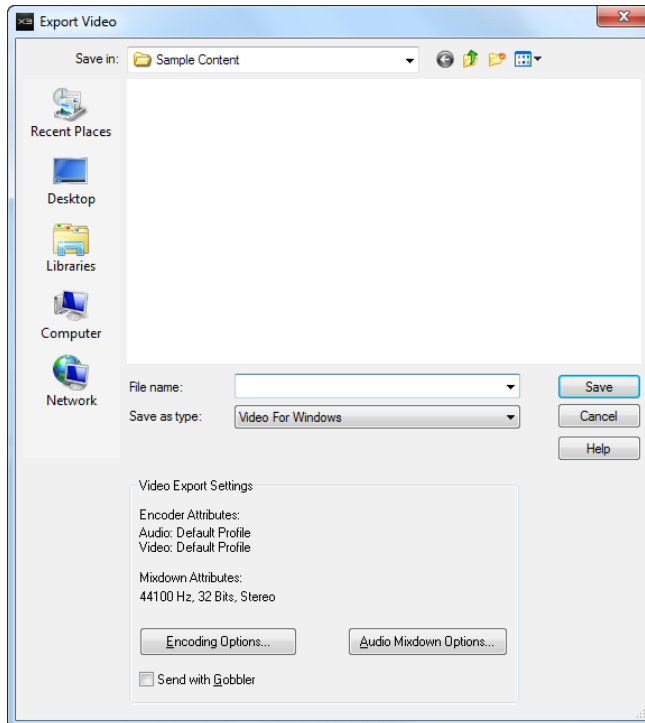 X3 Export Video
Save in: Sample Content
Recent Places
Desktop
Libraries
Computer
Network
File name: Save
Save as type: Video For Windows Cancel
Help
Video Export Settings
Encoder Attributes:
Audio: Default Profile
Video: Default Profile
Mixdown Attributes:
44100 Hz, 32 Bits, Stereo
Encoding Options... Audio Mixdown Options...
Send with Gobbler